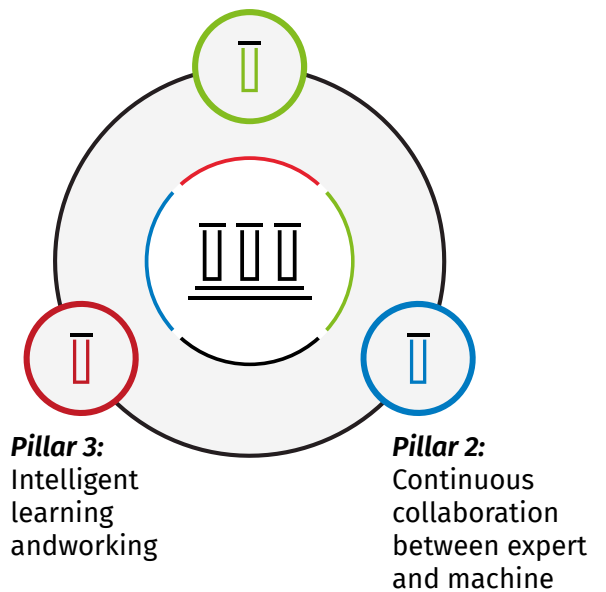 Pillar 3:
Intelligent
learning
andworking
Pillar 2:
Continuous
collaboration
between expert
and machine